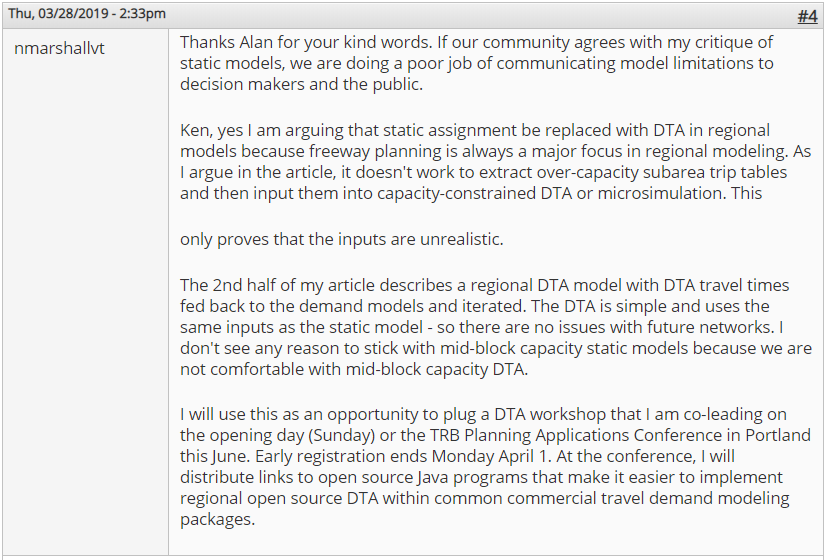 Thu, 03/28/2019 - 2:33pm
#4
nmarshallvt
Thanks Alan for your kind words. If our community agrees with my critique of
static models, we are doing a poor job of communicating model limitations to
decision makers and the public.
Ken, yes I am arguing that static assignment be replaced with DTA in regional
models because freeway planning is always a major focus in regional modeling. As
I argue in the article, it doesn't work to extract over-capacity subarea trip tables
and then input them into capacity-constrained DTA or microsimulation. This
only proves that the inputs are unrealistic.
The 2nd half of my article describes a regional DTA model with DTA travel times
fed back to the demand models and iterated. The DTA is simple and uses the
same inputs as the static model - so there are no issues with future networks. I
don't see any reason to stick with mid-block capacity static models because we are
not comfortable with mid-block capacity DTA.
I will use this as an opportunity to plug a DTA workshop that I am co-leading on
the opening day (Sunday) or the TRB Planning Applications Conference in Portland
this June. Early registration ends Monday April 1. At the conference, I will
distribute links to open source Java programs that make it easier to implement
regional open source DTA within common commercial travel demand modeling
packages.